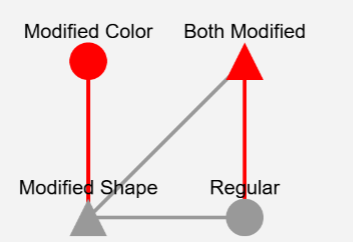 Modified Color
Both Modified
Modified Shape
Regular